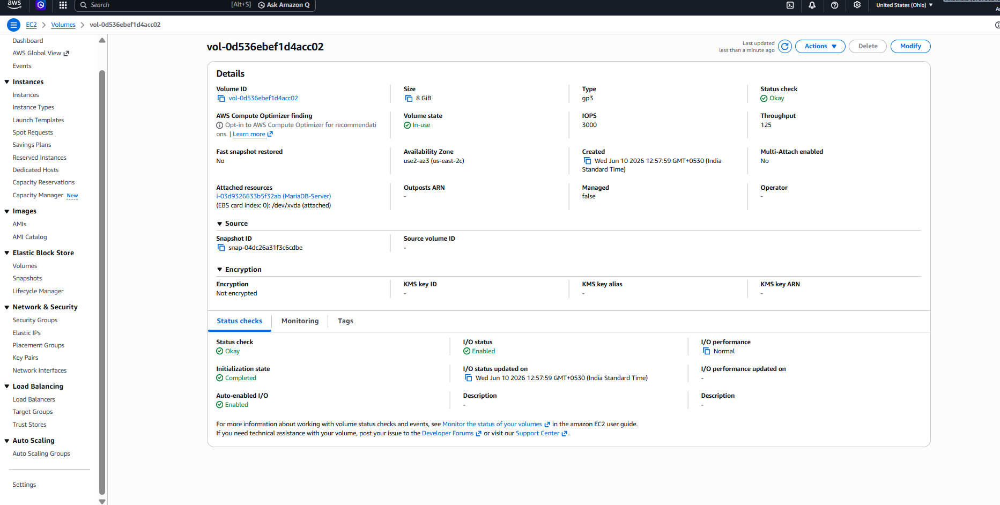 aws
Search
[Alt+S]
Ask Amazon Q
United States (Ohio)
EC2
Volumes
vol-0d536ebef1d4acc02
Dashboard
AWS Global View
Events
Instances
Instances
Instance Types
Launch Templates
Spot Requests
Savings Plans
Reserved Instances
Dedicated Hosts
Capacity Reservations
Capacity Manager New
Images
AMIs
AMI Catalog
Elastic Block Store
Volumes
Snapshots
Lifecycle Manager
Network & Security
Security Groups
Elastic IPs
Placement Groups
Key Pairs
Network Interfaces
Load Balancing
Load Balancers
Target Groups
Trust Stores
Auto Scaling
Auto Scaling Groups
Settings
vol-0d536ebef1d4acc02
Last updated
less than a minute ago
Actions
Delete
Modify
Details
Volume ID
vol-0d536ebef1d4acc02
Size
8 GiB
Type
gp3
Status check
Okay
AWS Compute Optimizer finding
Opt-in to AWS Compute Optimizer for recommendati
ons. | Learn more
Volume state
In-use
IOPS
3000
Throughput
125
Fast snapshot restored
No
Availability Zone
use2-az3 (us-east-2c)
Created
Wed Jun 10 2026 12:57:59 GMT+0530 (India
Standard Time)
Multi-Attach enabled
No
Attached resources
i-03d9326633b5f32ab (MariaDB-Server)
(EBS card index: 0): /dev/xvda (attached)
Outposts ARN
-
Managed
false
Operator
-
Source
Snapshot ID
snap-04dc26a31f3c6cdbe
Source volume ID
-
Encryption
Encryption
Not encrypted
KMS key ID
-
KMS key alias
-
KMS key ARN
-
Status checks
Monitoring
Tags
Status check
Okay
I/O status
Enabled
I/O performance
Normal
Initialization state
Completed
I/O status updated on
Wed Jun 10 2026 12:57:59 GMT+0530 (India Standard Time)
I/O performance updated on
-
Auto-enabled I/O
Enabled
Description
-
Description
-
For more information about working with volume status checks and events, see Monitor the status of your volumes in the amazon EC2 user guide.
If you need technical assistance with your volume, post your issue to the Developer Forums or visit our Support Center.